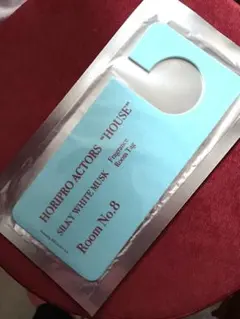 HORIPRO ACTORS "HOUSE"
SILKY WHITE MUSK
Fragrance
Room Tag
Room No.8